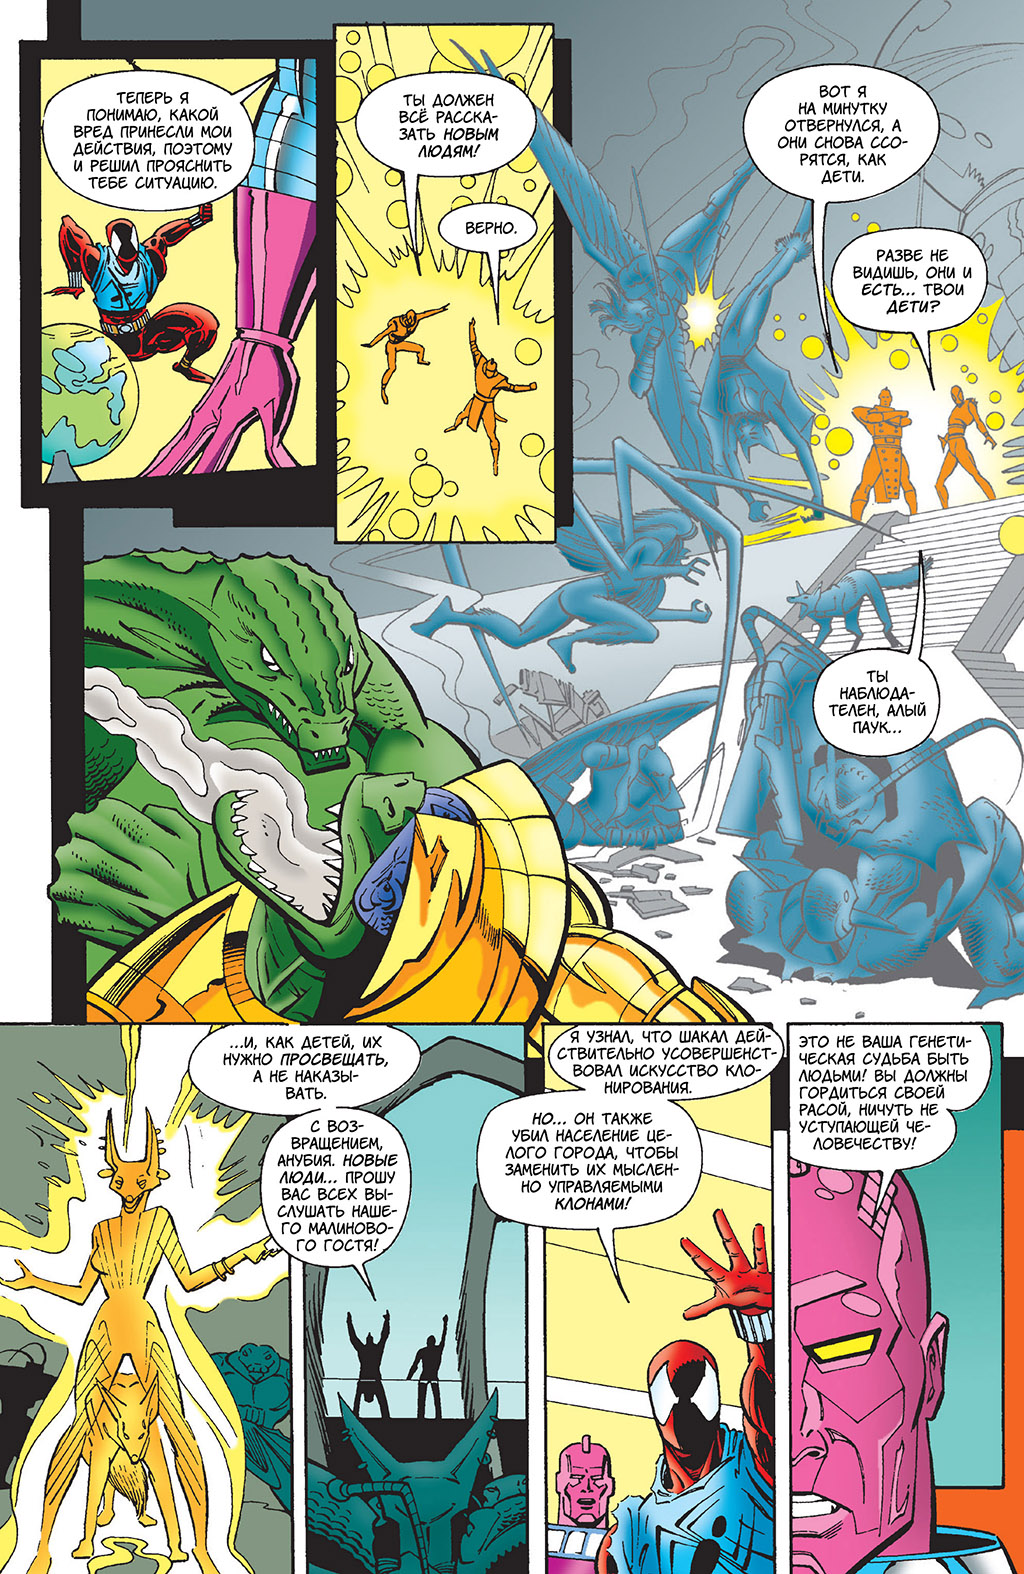 ТЕПЕРЬ Я
ПОНИМАЮ, КАКОЙ
ВРЕД ПРИНЕСЛИ МОИ
ДЕЙСТВИЯ, ПОЭТОМУ
И РЕШИЛ ПРОЯСНИТЬ
ТЕБЕ СИТУАЦИЮ.
ТЫ ДОЛЖЕН
ВСЁ РАССКА-
ЗАТЬ НОВЫМ
ЛЮДЯМ!
ВЕРНО.
ВОТ Я
НА МИНУТКУ
ОТВЕРНУЛСЯ, А
ОНИ СНОВА ССО-
РЯТСЯ, КАК
ДЕТИ.
РАЗВЕ НЕ
ВИДИШЬ, ОНИ И
ЕСТЬ... ТВОИ
ДЕТИ?
ТЫ
НАБЛЮДА-
ТЕЛЕН, АЛЫЙ
ПАУК...
...И, КАК ДЕТЕЙ, ИХ
НУЖНО ПРОСВЕЩАТЬ,
А НЕ НАКАЗЫ-
ВАТЬ.
С ВОЗ-
ВРАЩЕНИЕМ,
АНУБИЯ. НОВЫЕ
ЛЮДИ... ПРОШУ
ВАС ВСЕХ ВЫ-
СЛУШАТЬ НАШЕ-
ГО МАЛИНОВО-
ГО ГОСТЯ!
Я УЗНАЛ, ЧТО ШАКАЛ ДЕЙ-
СТВИТЕЛЬНО УСОВЕРШЕНСТ-
ВОВАЛ ИСКУССТВО КЛО-
НИРОВАНИЯ.
НО... ОН ТАКЖЕ
УБИЛ НАСЕЛЕНИЕ ЦЕ-
ЛОГО ГОРОДА, ЧТОБЫ
ЗАМЕНИТЬ ИХ МЫСЛЕН-
НО УПРАВЛЯЕМЫМИ
КЛОНАМИ!
ЭТО НЕ ВАША ГЕНЕТИ-
ЧЕСКАЯ СУДЬБА БЫТЬ
ЛЮДЬМИ! ВЫ ДОЛЖНЫ
ГОРДИТЬСЯ СВОЕЙ
РАСОЙ, НИЧУТЬ НЕ
УСТУПАЮЩЕЙ ЧЕ-
ЛОВЕЧЕСТВУ!